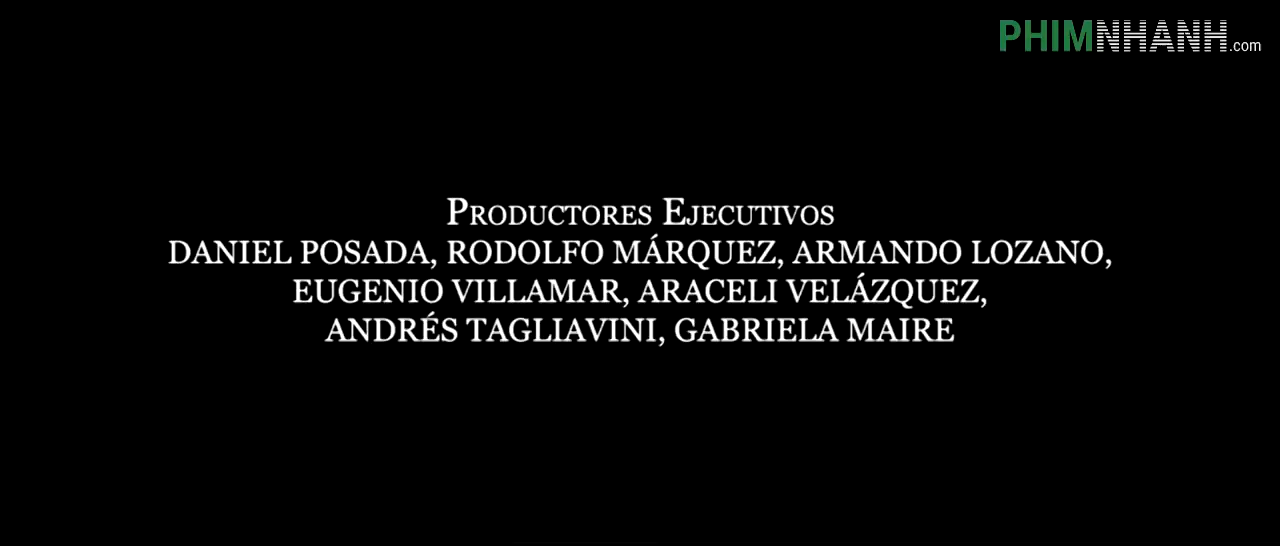 PHIMNHANH.com
Productores Ejecutivos
DANIEL POSADA, RODOLFO MÁRQUEZ, ARMANDO LOZANO,
EUGENIO VILLAMAR, ARACELI VELÁZQUEZ,
ANDRÉS TAGLIAVINI, GABRIELA MAIRE